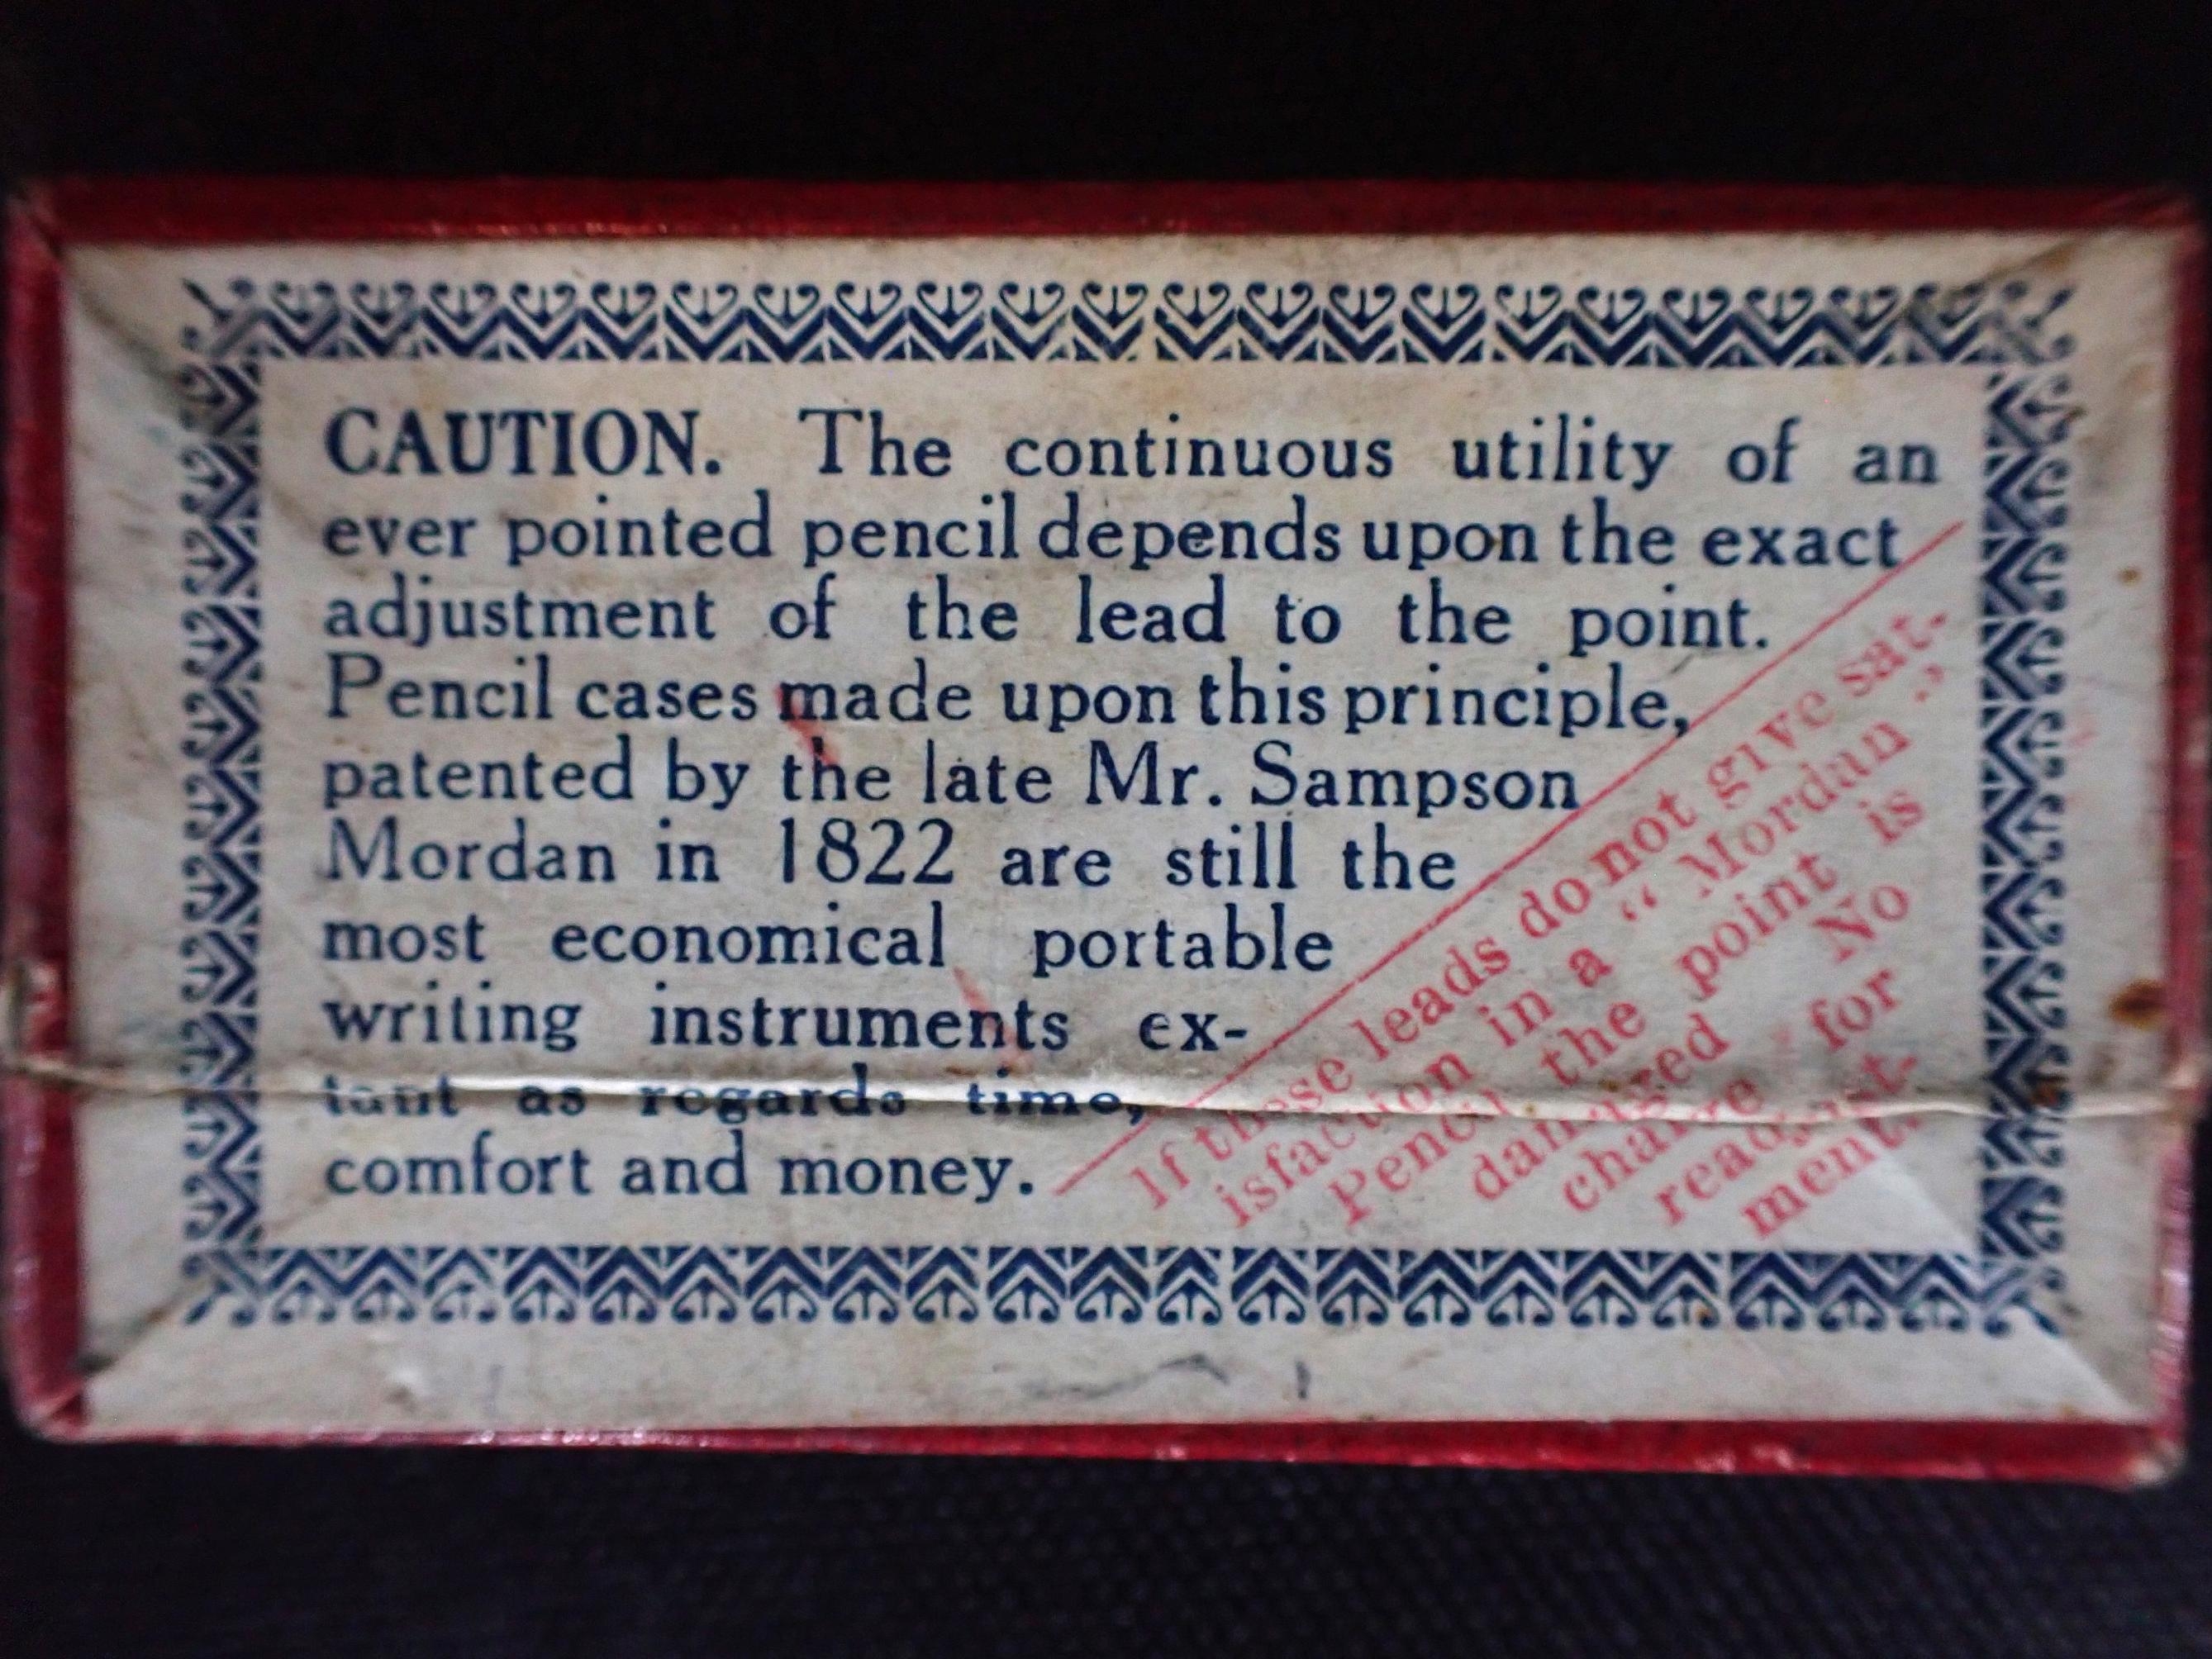 CAUTION. The continuous utility of an
ever pointed pencil depends upon the exact
adjustment of the lead to the point.
Pencil cases made upon this principle,
patented by the late Mr. Sampson
Mordan in 1822 are still the
most economical portable
writing instruments ex-
tant as regards time,
comfort and money.
If these leads do not give sat-
isfaction in a “ Mordan ”
Pencil the point is
damaged No
charge for
readjust-
ment.